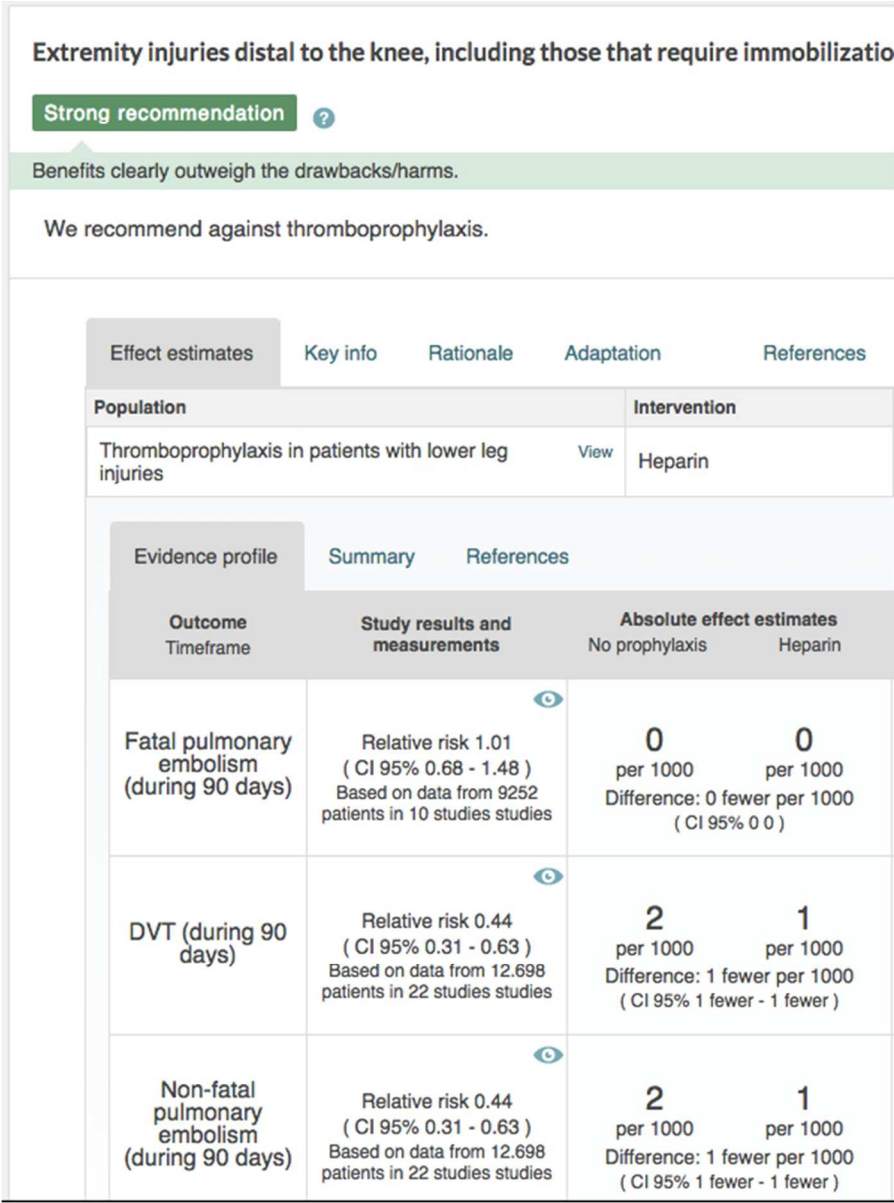 Extremity injuries distal to the knee, including those that require immobilizatio
Strong recommendation ?
Benefits clearly outweigh the drawbacks/harms.
We recommend against thromboprophylaxis.
Effect estimates Key info Rationale Adaptation References
Population Intervention
Thromboprophylaxis in patients with lower leg injuries View Heparin
Evidence profile Summary References
Outcome
Timeframe
Study results and
measurements
Absolute effect estimates
No prophylaxis Heparin
Fatal pulmonary
embolism
(during 90 days)
Relative risk 1.01
( CI 95% 0.68 - 1.48 )
Based on data from 9252
patients in 10 studies studies
0 0
per 1000 per 1000
Difference: 0 fewer per 1000
( CI 95% 0 0 )
DVT (during 90
days)
Relative risk 0.44
( CI 95% 0.31 - 0.63 )
Based on data from 12.698
patients in 22 studies studies
2 1
per 1000 per 1000
Difference: 1 fewer per 1000
( CI 95% 1 fewer - 1 fewer )
Non-fatal
pulmonary
embolism
(during 90 days)
Relative risk 0.44
( CI 95% 0.31 - 0.63 )
Based on data from 12.698
patients in 22 studies studies
2 1
per 1000 per 1000
Difference: 1 fewer per 1000
( CI 95% 1 fewer - 1 fewer )